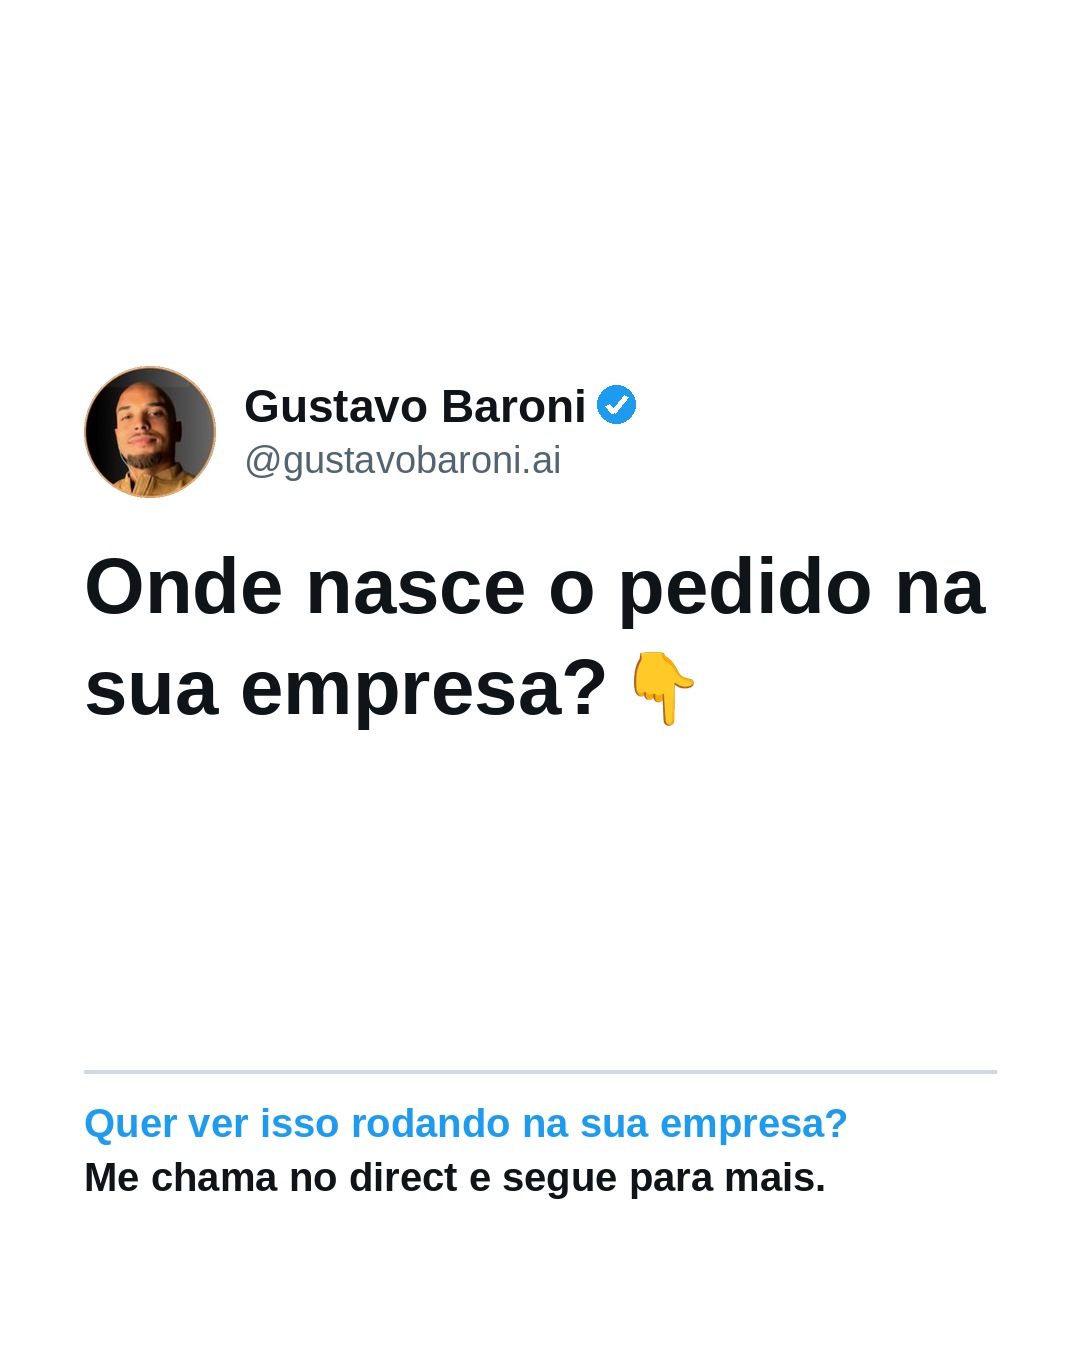 Gustavo Baroni
@gustavobaroni.ai
Onde nasce o pedido na
sua empresa? 👇
Quer ver isso rodando na sua empresa?
Me chama no direct e segue para mais.